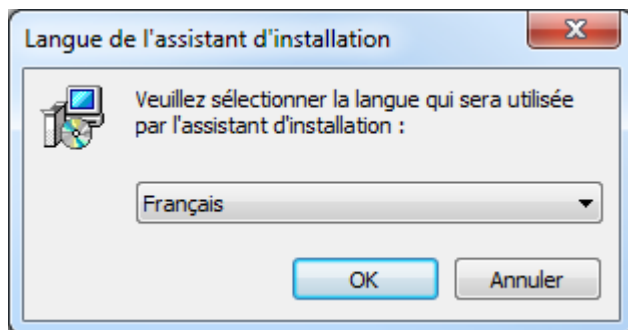 Langue de l'assistant d'installation
Veuillez sélectionner la langue qui sera utilisée
par l'assistant d'installation :
Français
OK
Annuler